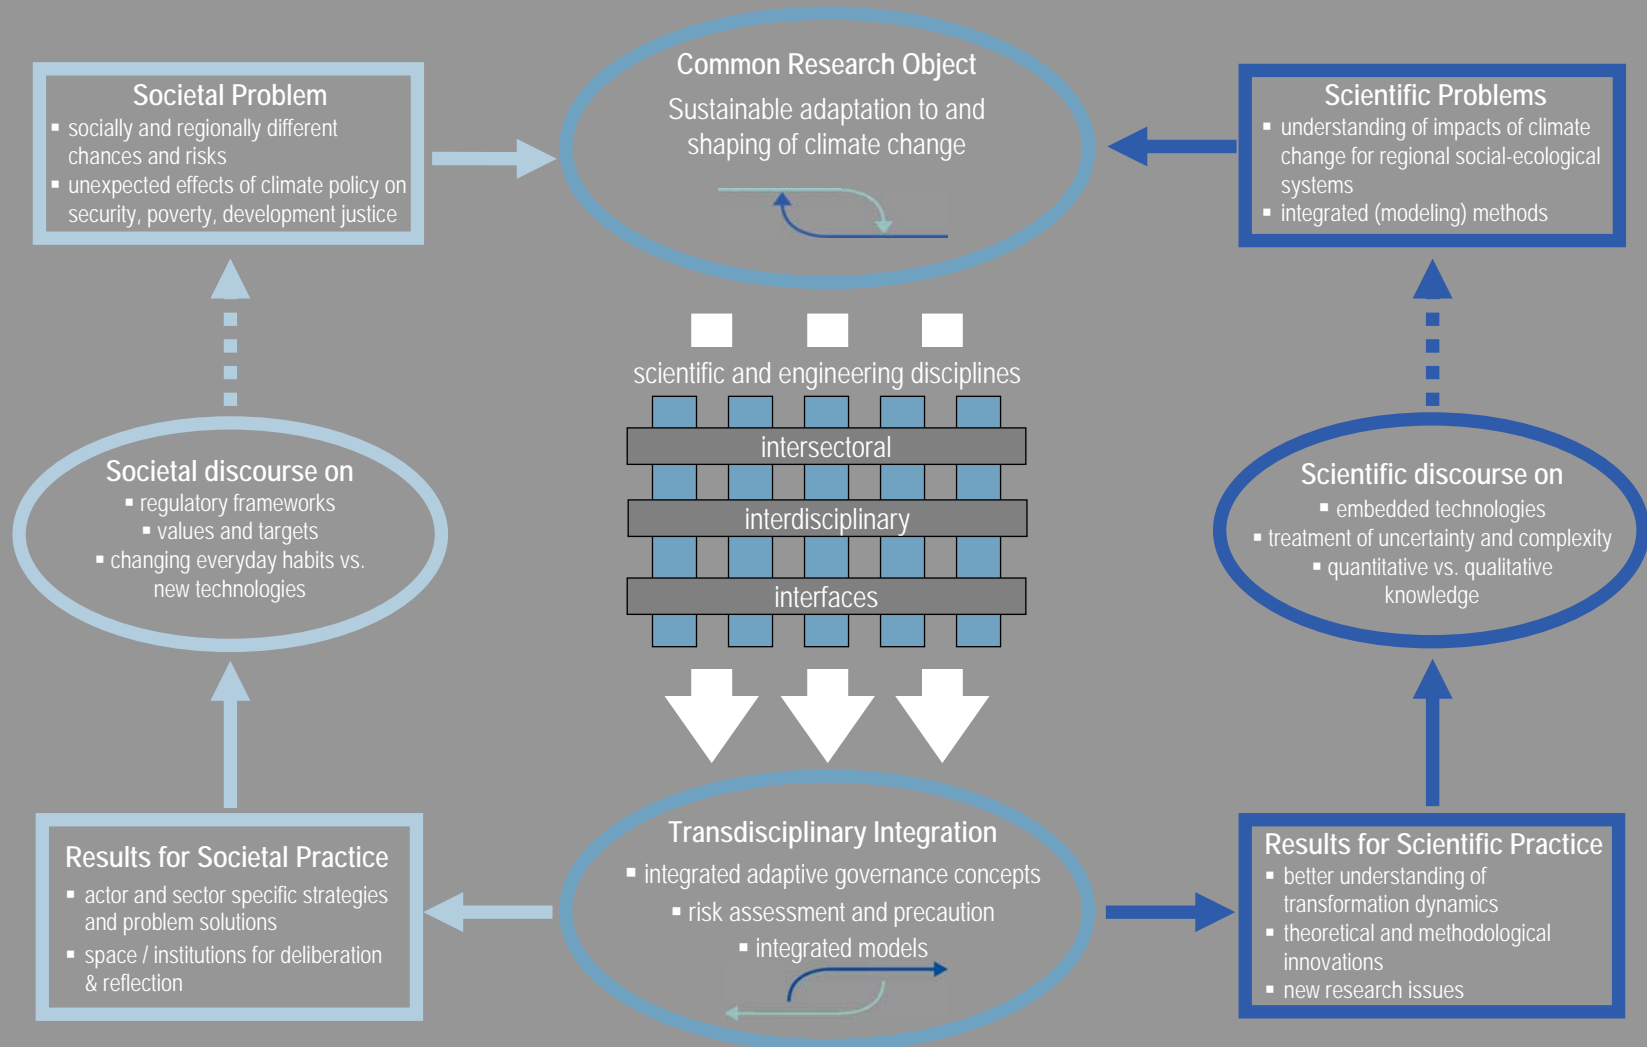 Societal Problem
▪ socially and regionally different
chances and risks
▪ unexpected effects of climate policy on
security, poverty, development justice
Common Research Object
Sustainable adaptation to and
shaping of climate change
Scientific Problems
▪ understanding of impacts of climate
change for regional social-ecological
systems
▪ integrated (modeling) methods
scientific and engineering disciplines
intersectoral
interdisciplinary
interfaces
Societal discourse on
▪ regulatory frameworks
▪ values and targets
▪ changing everyday habits vs.
new technologies
Scientific discourse on
▪ embedded technologies
▪ treatment of uncertainty and complexity
▪ quantitative vs. qualitative
knowledge
Results for Societal Practice
▪ actor and sector specific strategies
and problem solutions
▪ space / institutions for deliberation
& reflection
Transdisciplinary Integration
▪ integrated adaptive governance concepts
▪ risk assessment and precaution
▪ integrated models
Results for Scientific Practice
▪ better understanding of
transformation dynamics
▪ theoretical and methodological
innovations
▪ new research issues